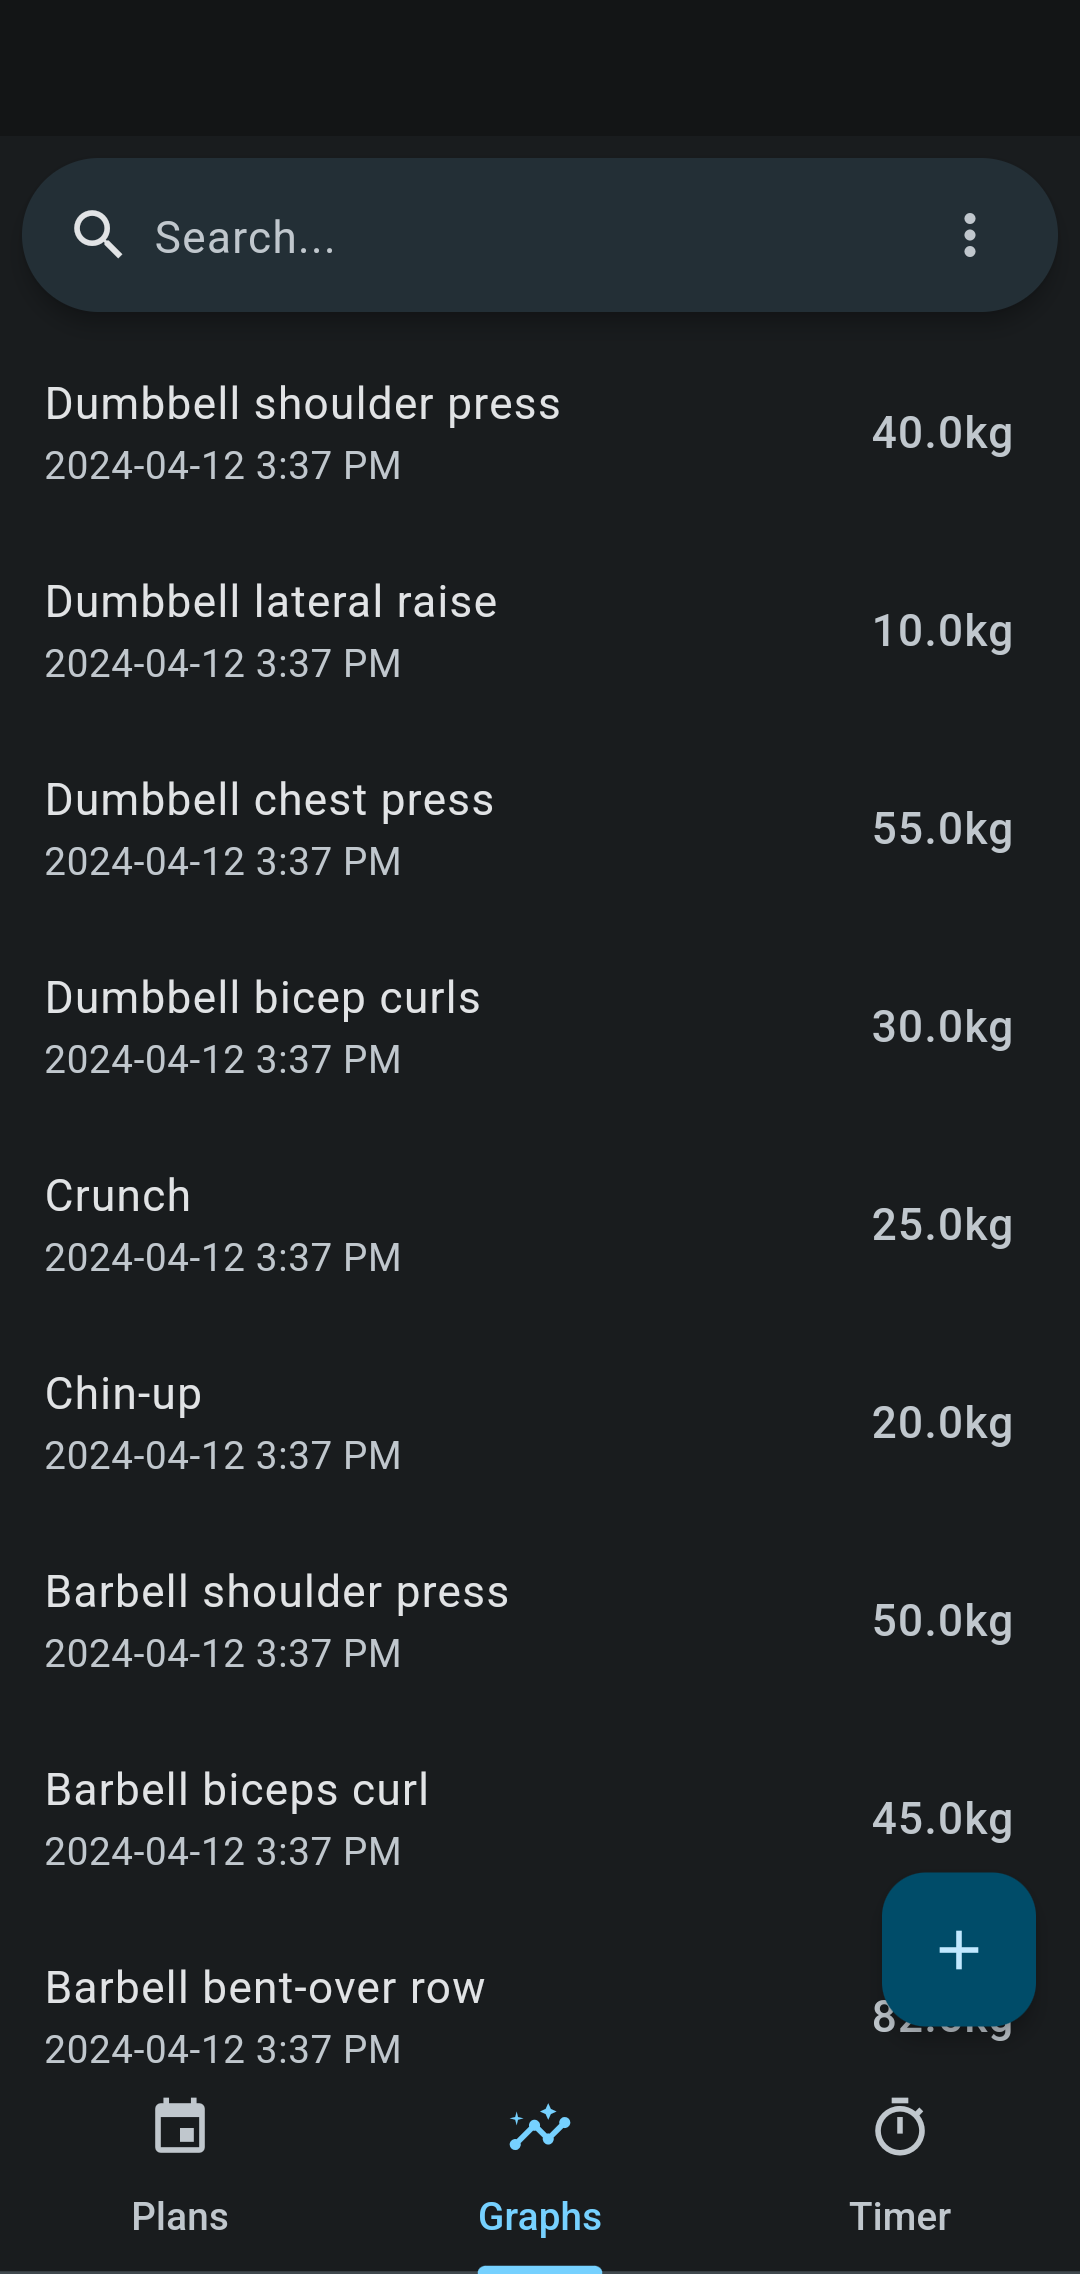 Search...
Dumbbell shoulder press
2024-04-12 3:37 PM
40.0kg
Dumbbell lateral raise
2024-04-12 3:37 PM
10.0kg
Dumbbell chest press
2024-04-12 3:37 PM
55.0kg
Dumbbell bicep curls
2024-04-12 3:37 PM
30.0kg
Crunch
2024-04-12 3:37 PM
25.0kg
Chin-up
2024-04-12 3:37 PM
20.0kg
Barbell shoulder press
2024-04-12 3:37 PM
50.0kg
Barbell biceps curl
2024-04-12 3:37 PM
45.0kg
Barbell bent-over row
2024-04-12 3:37 PM
Plans
Graphs
Timer